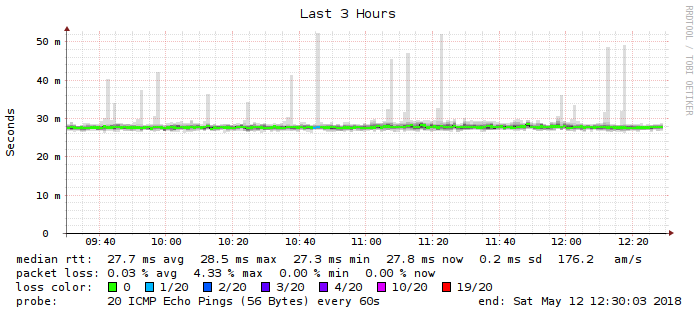 Last 3 Hours
RRDTOOL / TOBI OETIKER
Seconds
50 m
40 m
30 m
20 m
10 m
0
09:40 10:00 10:20 10:40 11:00 11:20 11:40 12:00 12:20
median rtt: 27.7 ms avg 28.5 ms max 27.3 ms min 27.8 ms now 0.2 ms sd 176.2 am/s
packet loss: 0.03 % avg 4.33 % max 0.00 % min 0.00 % now
loss color: 0 1/20 2/20 3/20 4/20 10/20 19/20
probe: 20 ICMP Echo Pings (56 Bytes) every 60s end: Sat May 12 12:30:03 2018